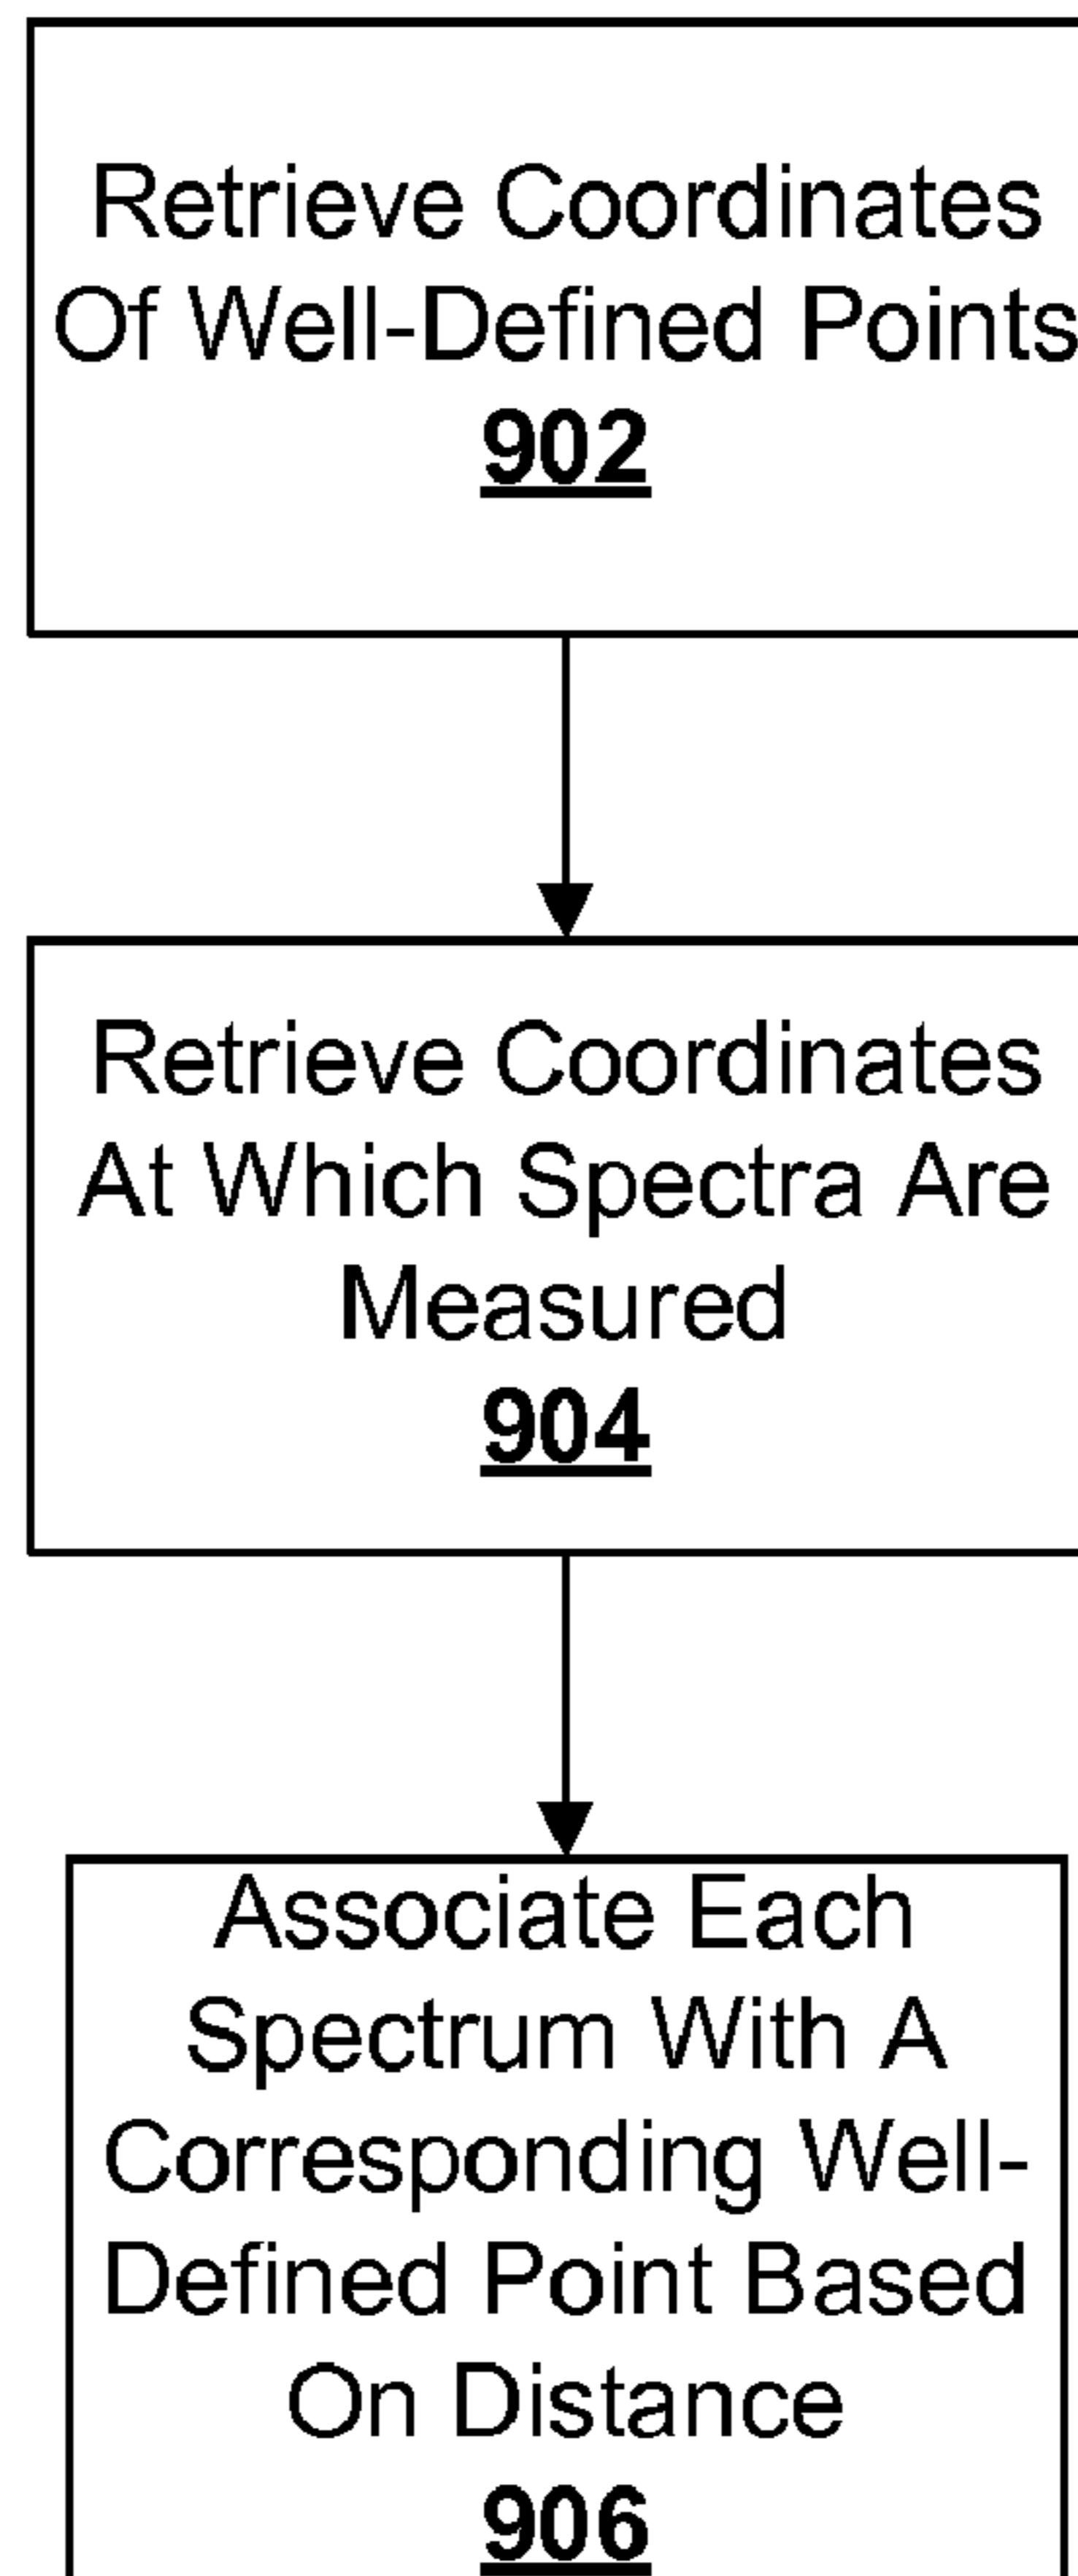 Retrieve Coordinates
Of Well-Defined Points
902
Retrieve Coordinates
At Which Spectra Are
Measured
904
Associate Each
Spectrum With A
Corresponding Well-
Defined Point Based
On Distance
906